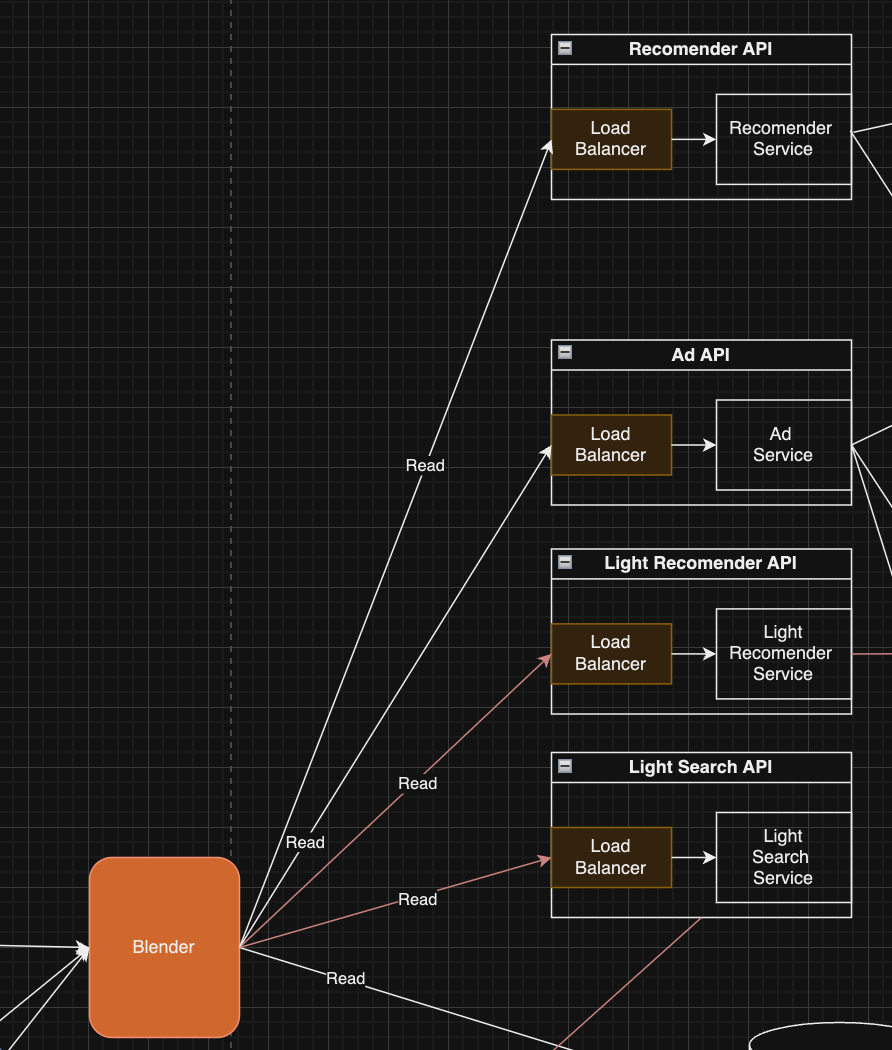 Recomender API
Load
Balancer
Recomender
Service
Ad API
Load
Balancer
Ad
Service
Read
Light Recomender API
Load
Balancer
Light
Recomender
Service
Light Search API
Read
Load
Balancer
Light
Search
Service
Read
Read
Blender
Read